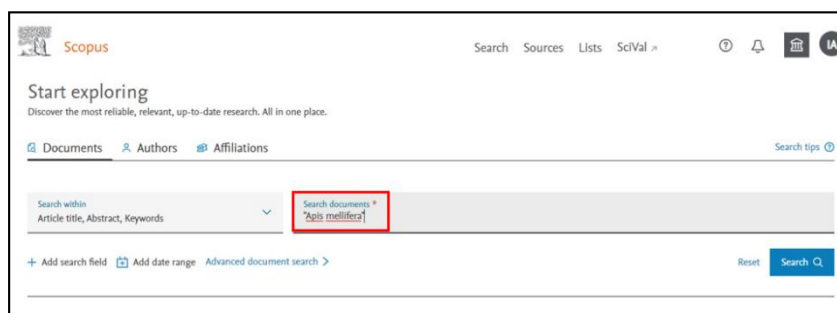 Scopus
Search Sources Lists SciVal ↗
IA
Start exploring
Discover the most reliable, relevant, up-to-date research. All in one place.
Documents Authors Affiliations
Search tips
Search within
Article title, Abstract, Keywords
Search documents *
"Apis mellifera"
+ Add search field Add date range Advanced document search >
Reset Search